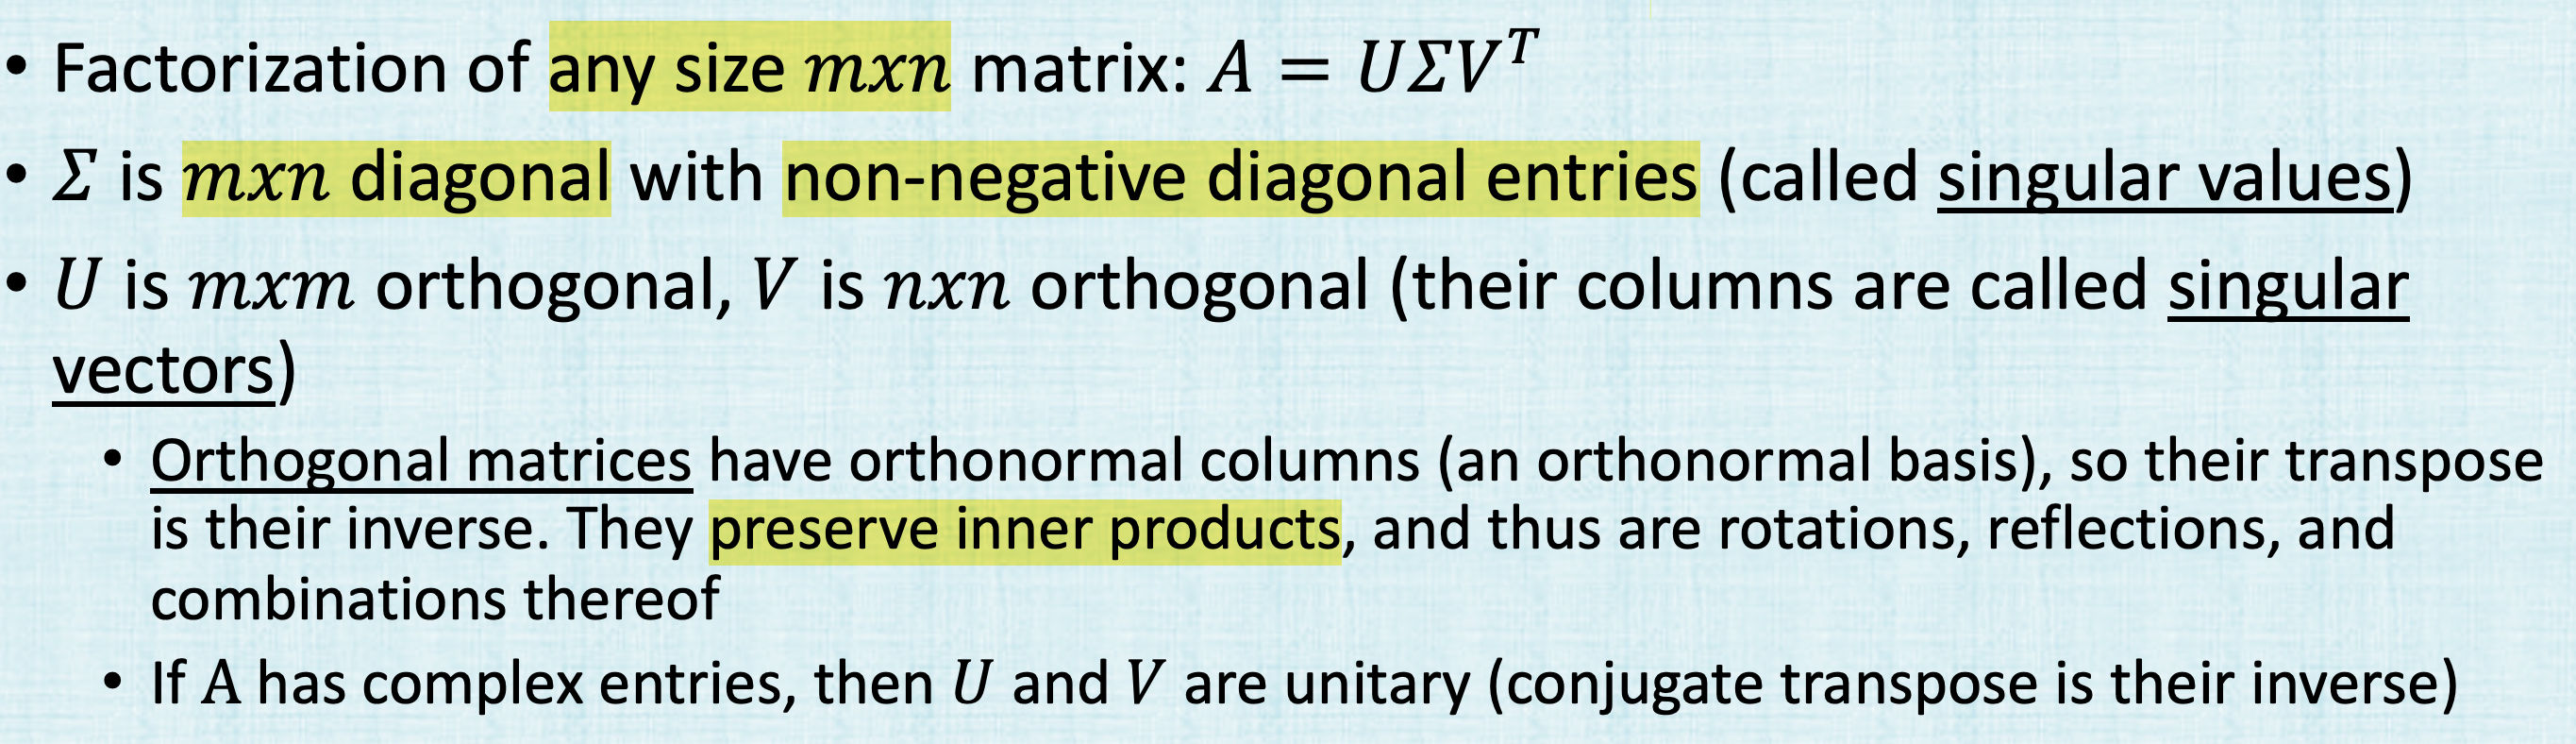 • Factorization of any size mxn matrix: A = UΣVᵀ
• Σ is mxn diagonal with non-negative diagonal entries (called singular values)
• U is mxm orthogonal, V is nxn orthogonal (their columns are called singular
vectors)
• Orthogonal matrices have orthonormal columns (an orthonormal basis), so their transpose
is their inverse. They preserve inner products, and thus are rotations, reflections, and
combinations thereof
• If A has complex entries, then U and V are unitary (conjugate transpose is their inverse)